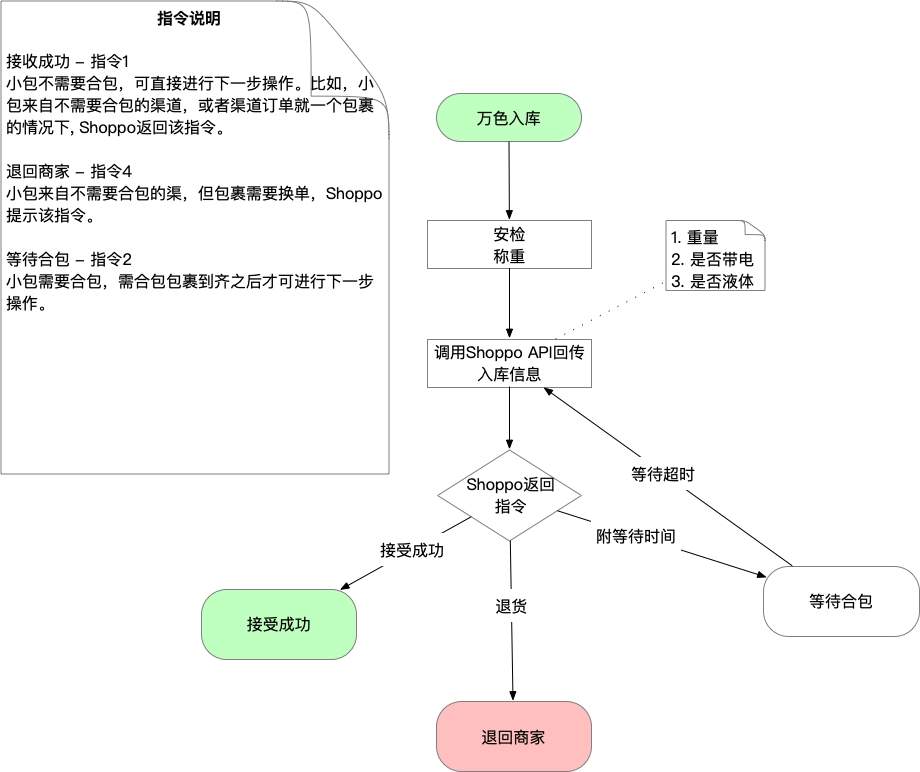 指令说明
接收成功 – 指令1
小包不需要合包，可直接进行下一步操作。比如，小
包来自不需要合包的渠道，或者渠道订单就一个包裹
的情况下, Shoppo返回该指令。
退回商家 – 指令4
小包来自不需要合包的渠，但包裹需要换单，Shoppo
提示该指令。
等待合包 – 指令2
小包需要合包，需合包包裹到齐之后才可进行下一步
操作。
万色入库
安检
称重
1. 重量
2. 是否带电
3. 是否液体
调用Shoppo API回传
入库信息
等待超时
Shoppo返回
指令
附等待时间
接受成功
退货
等待合包
接受成功
退回商家